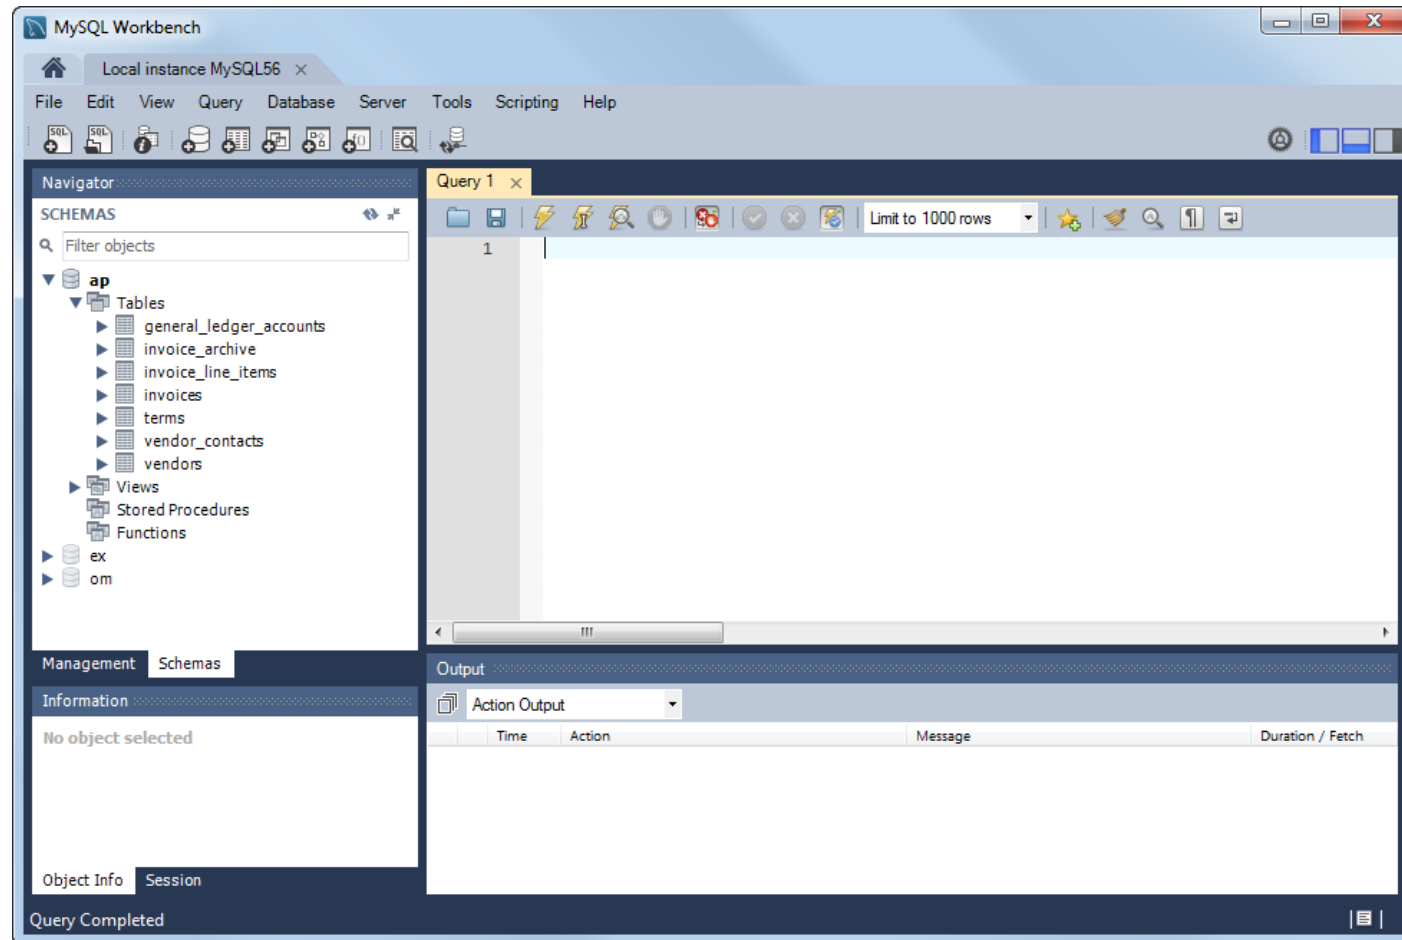 MySQL Workbench
Local instance MySQL56
File Edit View Query Database Server Tools Scripting Help
SQL SQL
Navigator
SCHEMAS
Filter objects
ap
Tables
general_ledger_accounts
invoice_archive
invoice_line_items
invoices
terms
vendor_contacts
vendors
Views
Stored Procedures
Functions
ex
om
Management Schemas
Information
No object selected
Object Info Session
Query 1
Limit to 1000 rows
1
Output
Action Output
Time Action Message Duration / Fetch
Query Completed